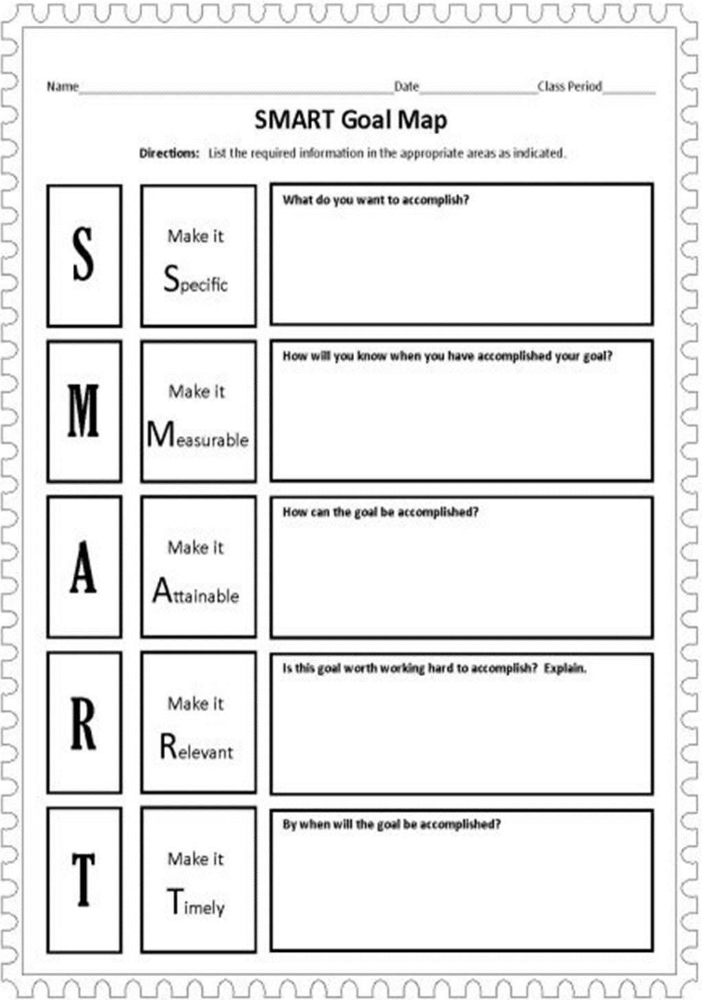 Name Date Class Period
SMART Goal Map
Directions: List the required information in the appropriate areas as indicated.
S
Make it
Specific
What do you want to accomplish?
M
Make it
Measurable
How will you know when you have accomplished your goal?
A
Make it
Attainable
How can the goal be accomplished?
R
Make it
Relevant
Is this goal worth working hard to accomplish? Explain.
T
Make it
Timely
By when will the goal be accomplished?